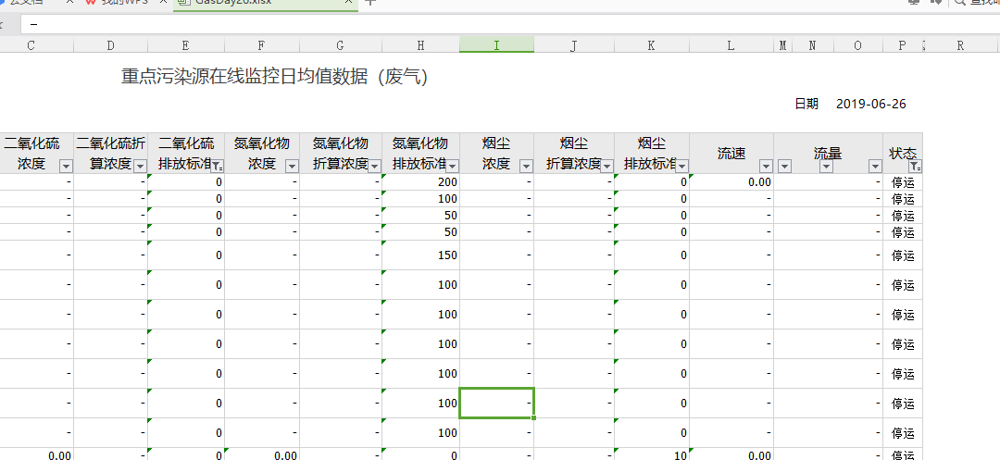 我的WPS
GasDay26.xlsx
-
C D E F G H I J K L M N O P R
重点污染源在线监控日均值数据（废气）
日期 2019-06-26
二氧化硫 二氧化硫折 二氧化硫 氮氧化物 氮氧化物 氮氧化物 烟尘 烟尘 烟尘 流速 流量 状态
浓度 算浓度 排放标准 浓度 折算浓度 排放标准 浓度 折算浓度 排放标准
- - 0 - - 200 - - 0 0.00 - 停运
- - 0 - - 100 - - 0 - - 停运
- - 0 - - 50 - - 0 - - 停运
- - 0 - - 50 - - 0 - - 停运
- - 0 - - 150 - - 0 - - 停运
- - 0 - - 100 - - 0 - - 停运
- - 0 - - 100 - - 0 - - 停运
- - 0 - - 100 - - 0 - - 停运
- - 0 - - 100 - - 0 - - 停运
- - 0 - - 100 - - 0 - - 停运
- - 0 - - 100 - - 0 - - 停运
0.00 - 0 0.00 - 0 - - 10 0.00 - 停运